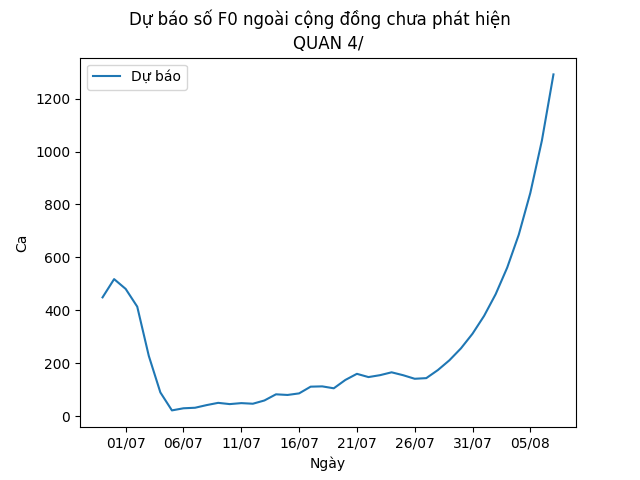 Dự báo số F0 ngoài cộng đồng chưa phát hiện
QUAN 4/
Dự báo
1200
1000
800
600
400
200
0
Ca
01/07 06/07 11/07 16/07 21/07 26/07 31/07 05/08
Ngày